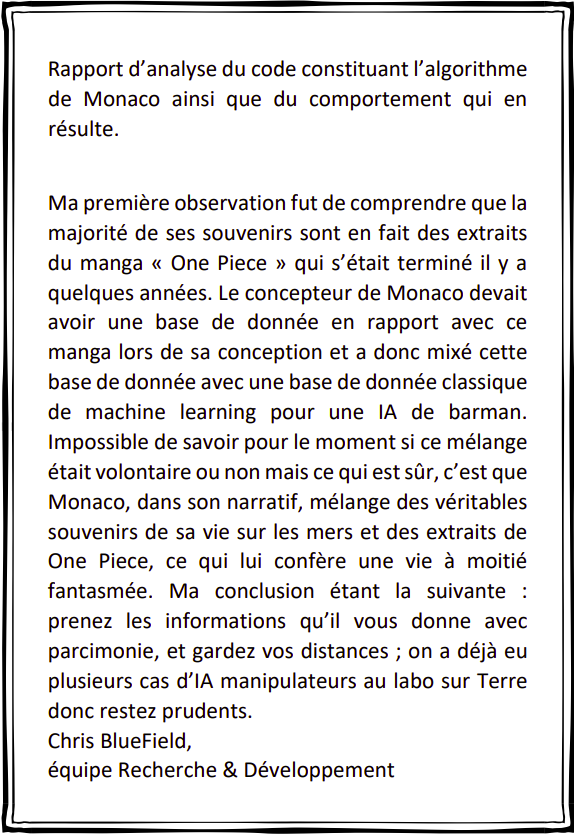 Rapport d’analyse du code constituant l’algorithme
de Monaco ainsi que du comportement qui en
résulte.
Ma première observation fut de comprendre que la
majorité de ses souvenirs sont en fait des extraits
du manga « One Piece » qui s’était terminé il y a
quelques années. Le concepteur de Monaco devait
avoir une base de donnée en rapport avec ce
manga lors de sa conception et a donc mixé cette
base de donnée avec une base de donnée classique
de machine learning pour une IA de barman.
Impossible de savoir pour le moment si ce mélange
était volontaire ou non mais ce qui est sûr, c’est que
Monaco, dans son narratif, mélange des véritables
souvenirs de sa vie sur les mers et des extraits de
One Piece, ce qui lui confère une vie à moitié
fantasmée. Ma conclusion étant la suivante :
prenez les informations qu’il vous donne avec
parcimonie, et gardez vos distances ; on a déjà eu
plusieurs cas d’IA manipulateurs au labo sur Terre
donc restez prudents.
Chris BlueField,
équipe Recherche & Développement